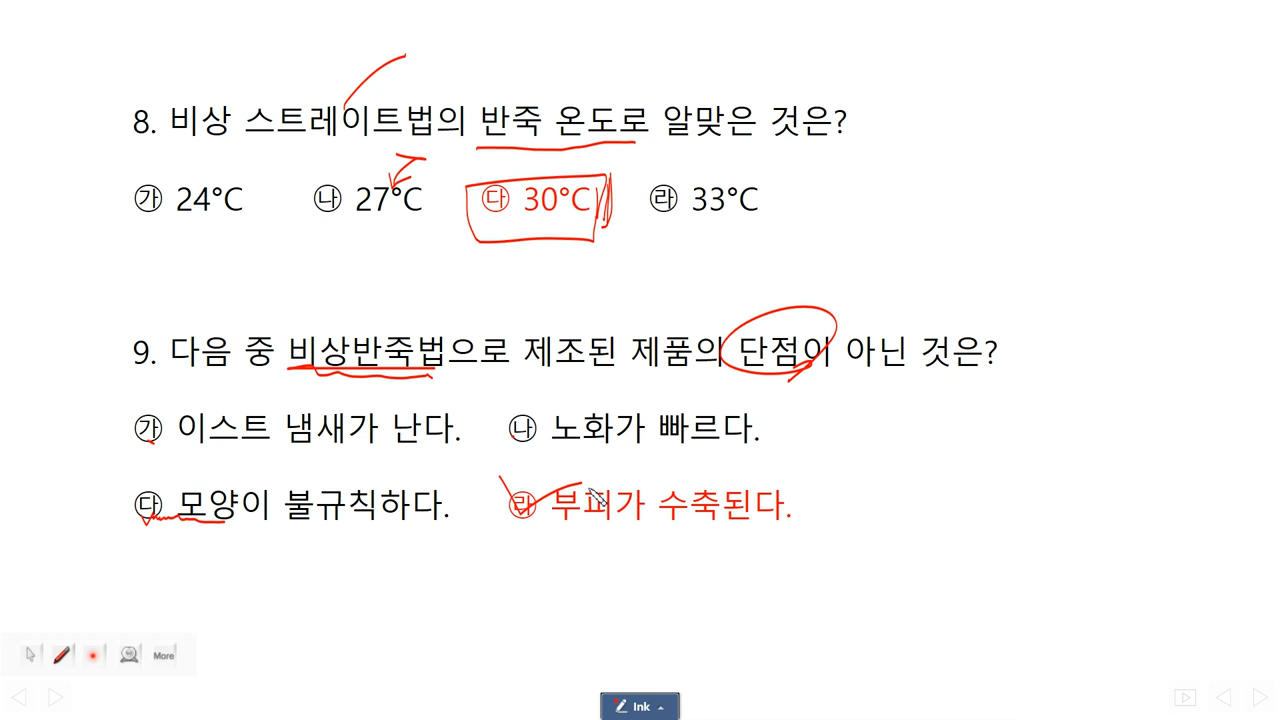 8. 비상 스트레이트법의 반죽 온도로 알맞은 것은?
㉮ 24°C ㉯ 27°C ㉰ 30°C ㉱ 33°C
9. 다음 중 비상반죽법으로 제조된 제품의 단점이 아닌 것은?
㉮ 이스트 냄새가 난다. ㉯ 노화가 빠르다.
㉰ 모양이 불규칙하다. ㉱ 부피가 수축된다.
More
Ink